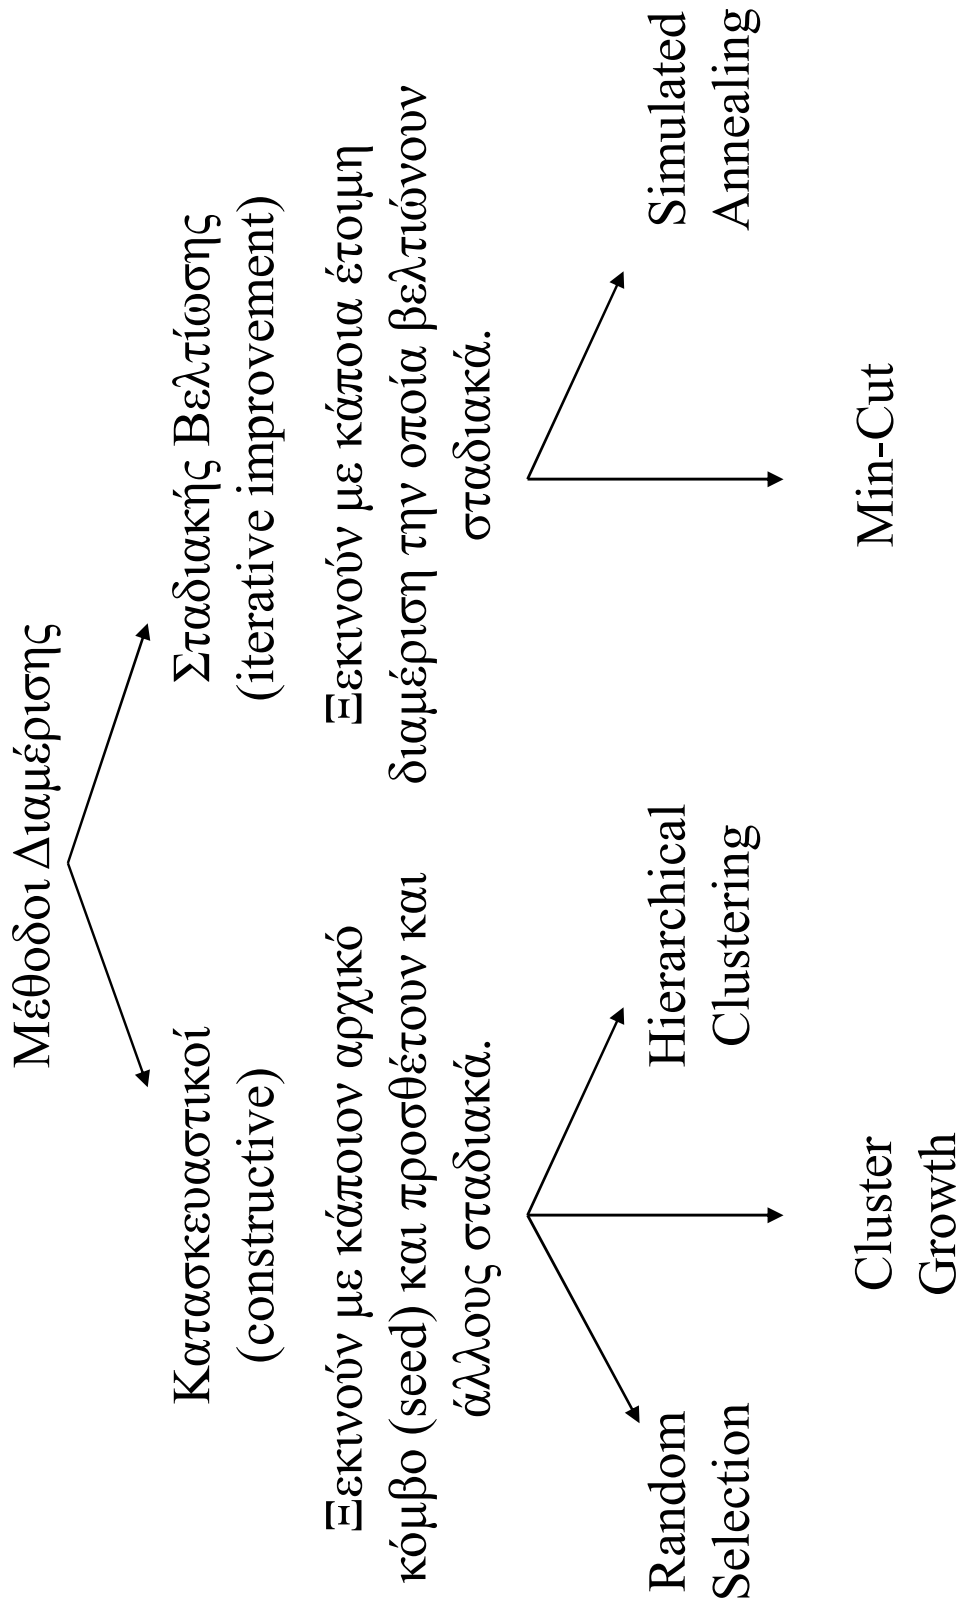 Μέθοδοι Διαμέρισης
Κατασκευαστικοί
(constructive)
Ξεκινούν με κάποιον αρχικό
κόμβο (seed) και προσθέτουν και
άλλους σταδιακά.
Random
Selection
Cluster
Growth
Hierarchical
Clustering
Σταδιακής Βελτίωσης
(iterative improvement)
Ξεκινούν με κάποια έτοιμη
διαμέριση την οποία βελτιώνουν
σταδιακά.
Min-Cut
Simulated
Annealing